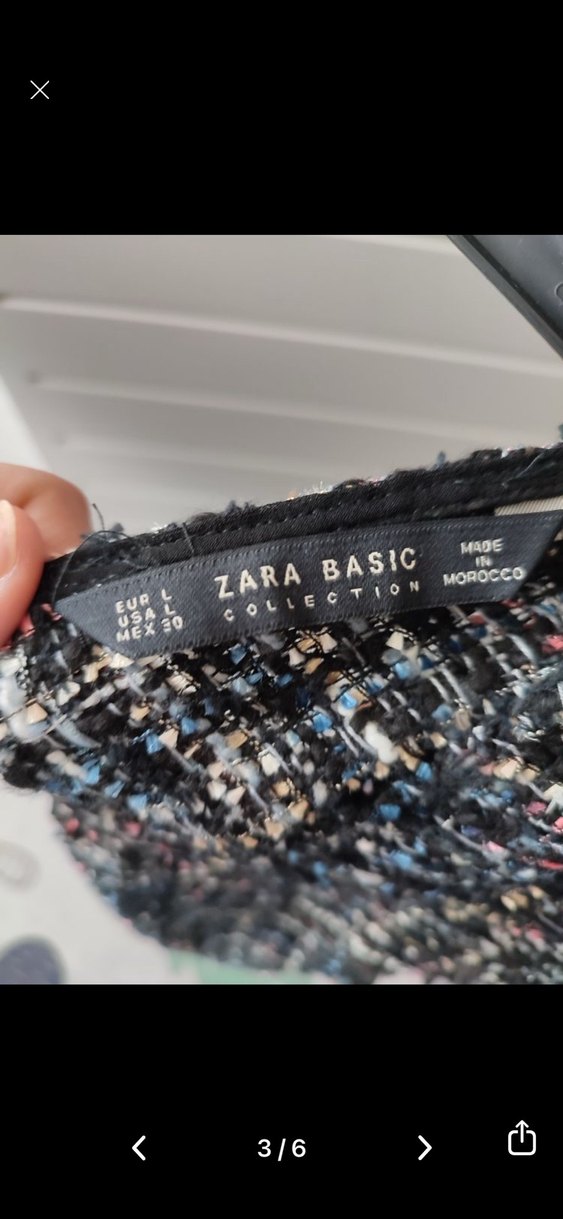 EUR L
USA L
MEX 30
ZARA BASIC
COLLECTION
MADE
IN
MOROCCO
3/6